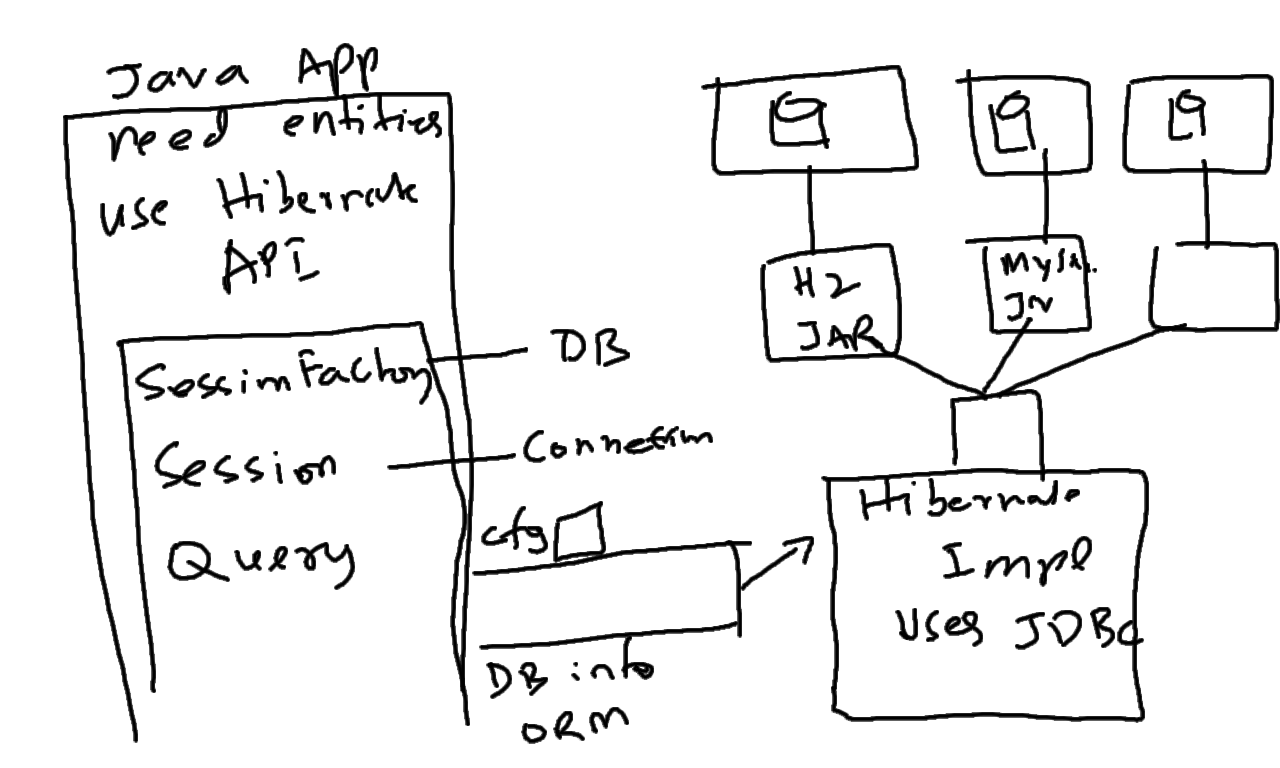 Java App
need entities
use Hibernate
API
SessionFactory
Session
Query
DB
Connection
cfg
DB info
ORM
H2
JAR
MySQL
Hibernate
Impl
Uses JDBC